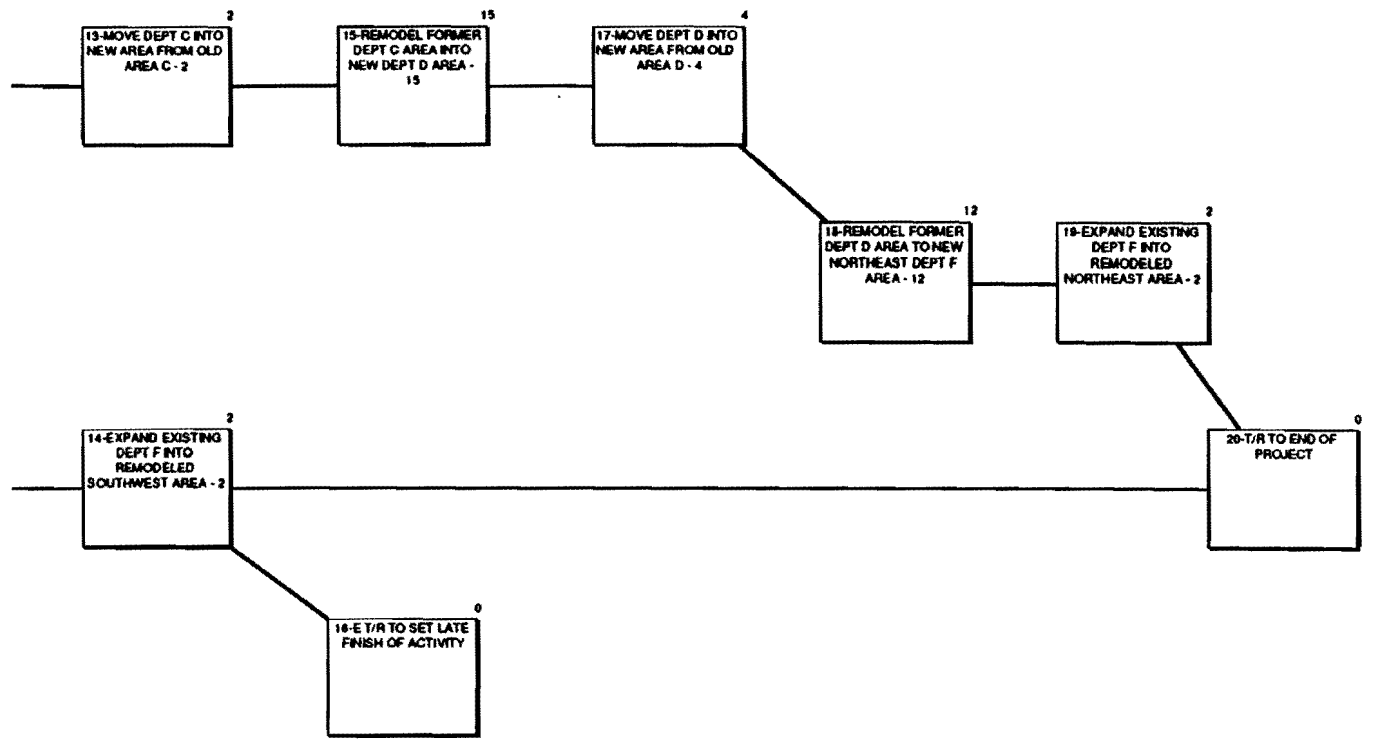 2
13-MOVE DEPT C INTO
NEW AREA FROM OLD
AREA C - 2
15
15-REMODEL FORMER
DEPT C AREA INTO
NEW DEPT D AREA -
15
4
17-MOVE DEPT D INTO
NEW AREA FROM OLD
AREA D - 4
12
18-REMODEL FORMER
DEPT D AREA TO NEW
NORTHEAST DEPT F
AREA - 12
2
19-EXPAND EXISTING
DEPT F INTO
REMODELED
NORTHEAST AREA - 2
2
14-EXPAND EXISTING
DEPT F INTO
REMODELED
SOUTHWEST AREA - 2
0
20-T/R TO END OF
PROJECT
0
16-E T/R TO SET LATE
FINISH OF ACTIVITY